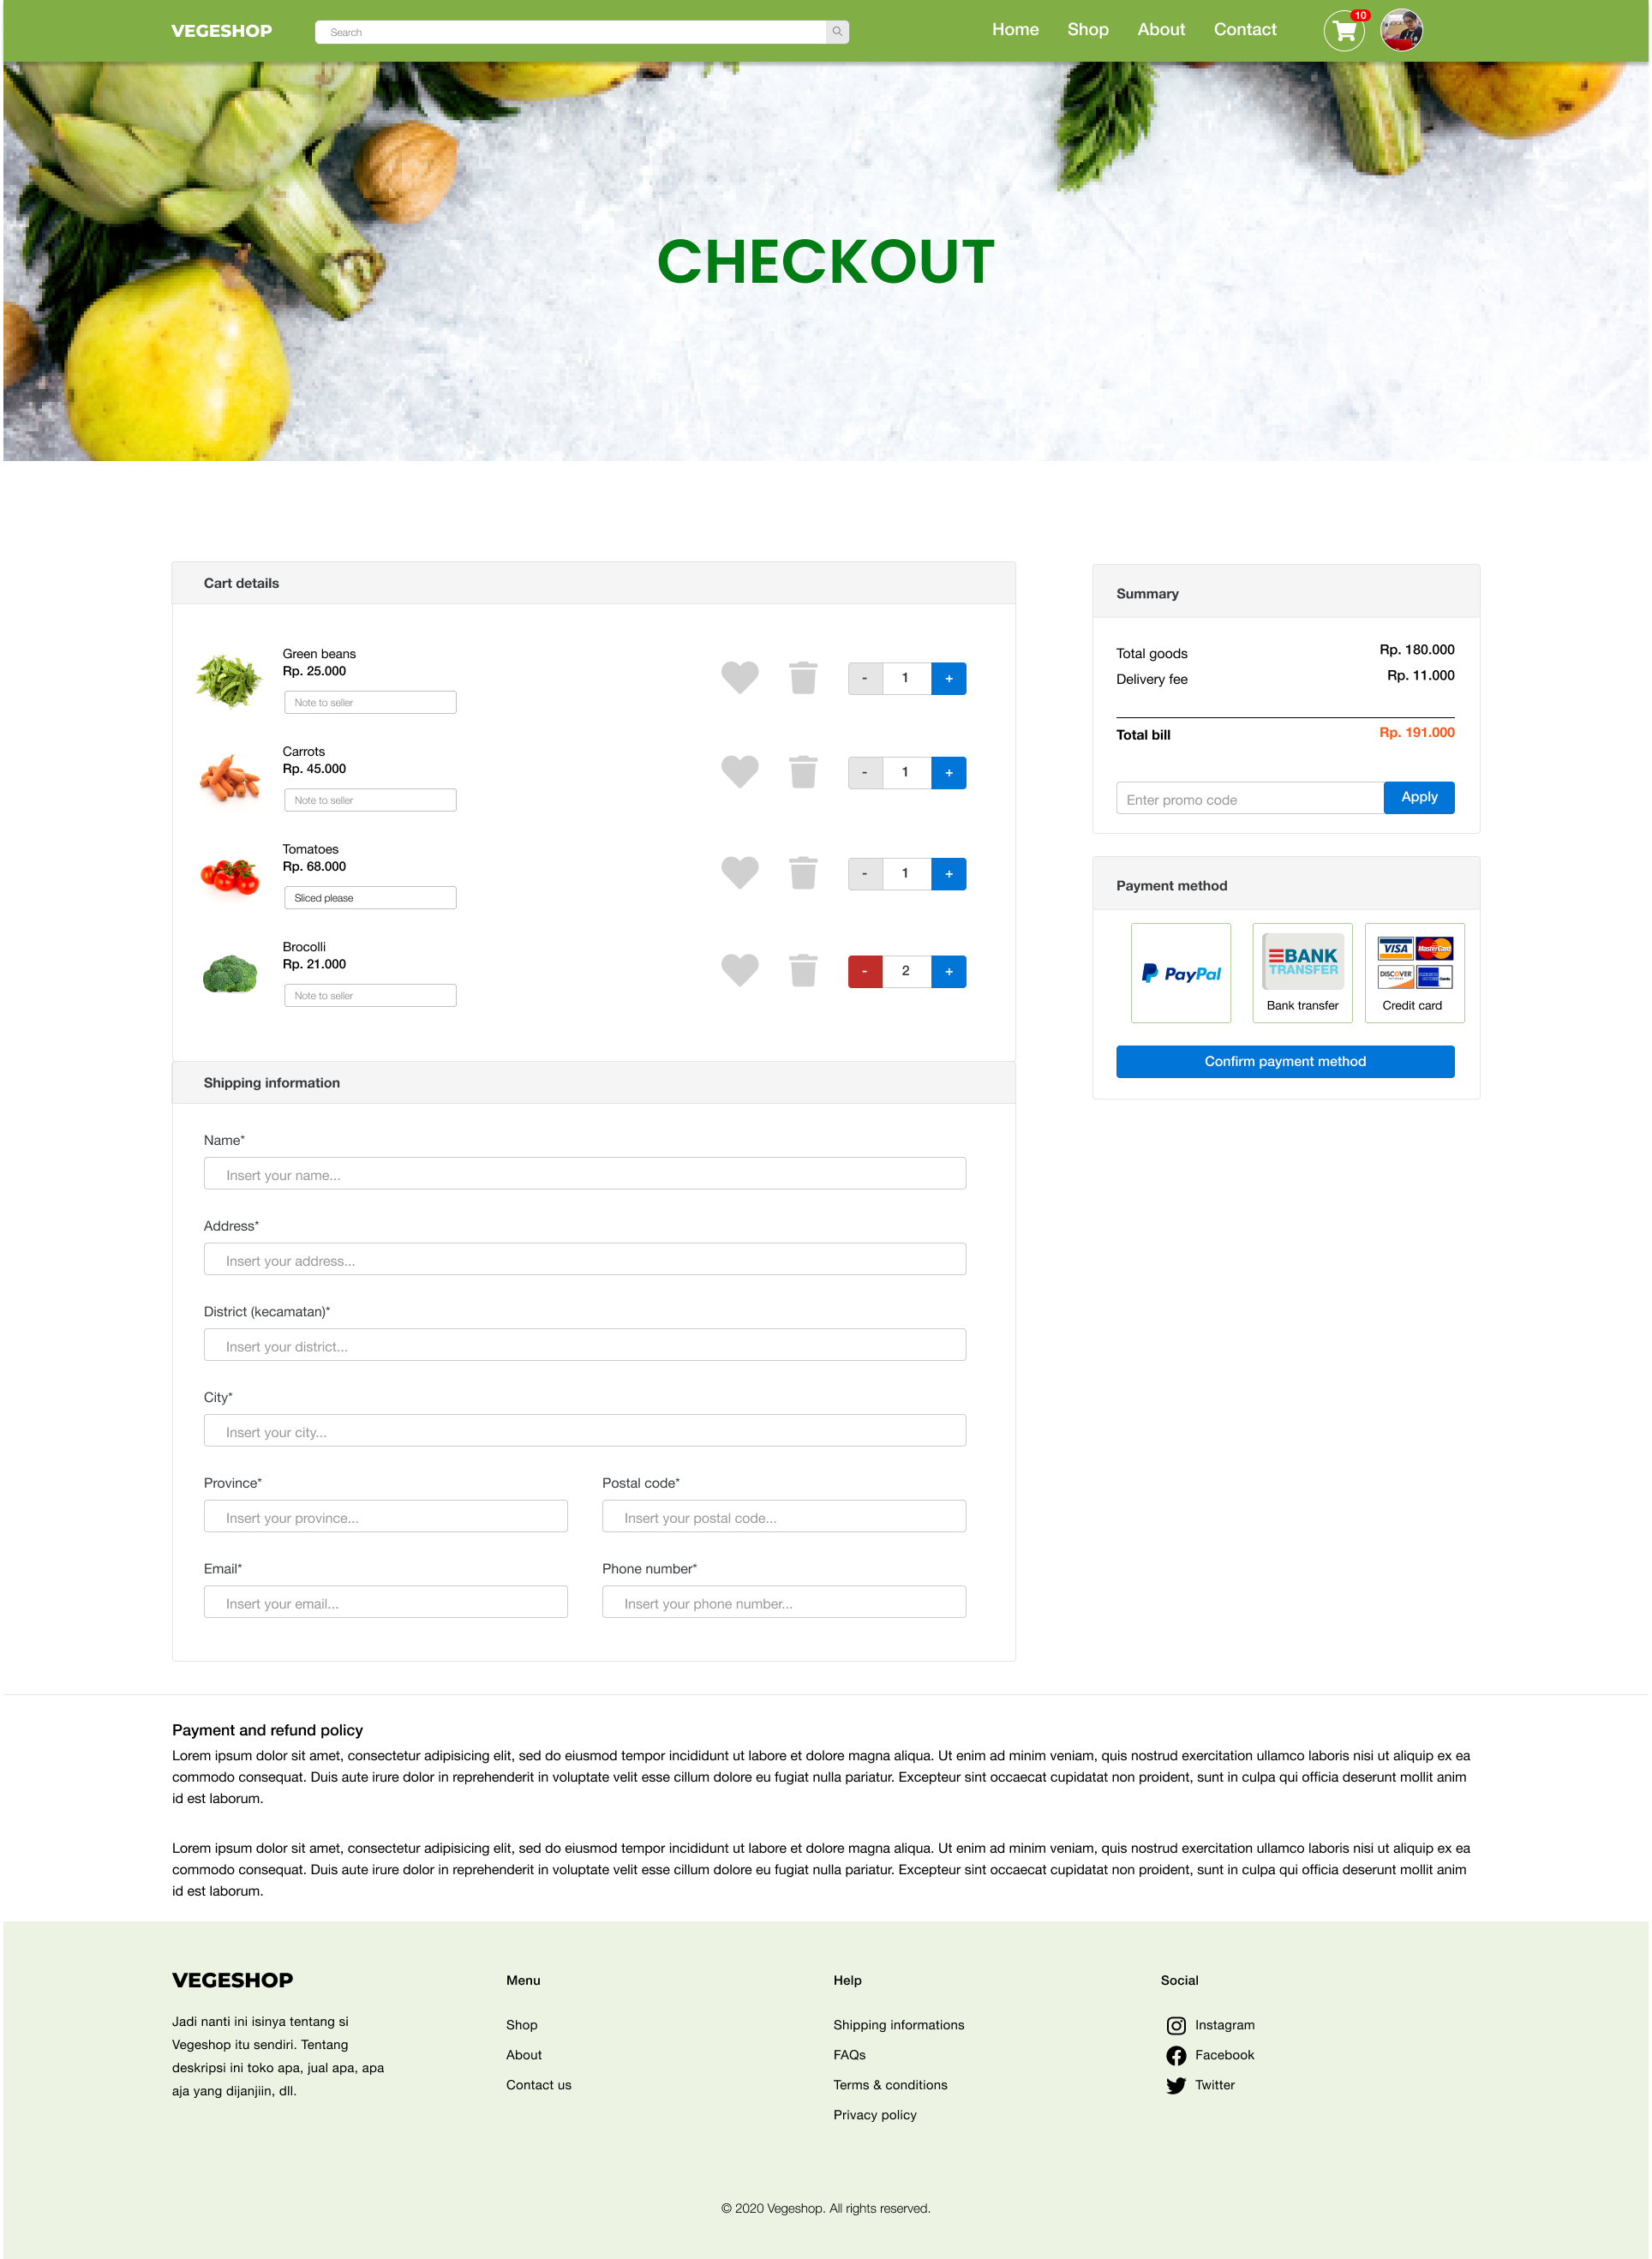 VEGESHOP
Search
Home
Shop
About
Contact
10
CHECKOUT
Cart details
Green beans
Rp. 25.000
Note to seller
- 1 +
Carrots
Rp. 45.000
Note to seller
- 1 +
Tomatoes
Rp. 68.000
Sliced please
- 1 +
Brocolli
Rp. 21.000
Note to seller
- 2 +
Summary
Total goods Rp. 180.000
Delivery fee Rp. 11.000
Total bill Rp. 191.000
Enter promo code
Apply
Payment method
PayPal
BANK
TRANSFER
Bank transfer
VISA
MasterCard
DISCOVER
Credit card
Confirm payment method
Shipping information
Name*
Insert your name...
Address*
Insert your address...
District (kecamatan)*
Insert your district...
City*
Insert your city...
Province*
Insert your province...
Postal code*
Insert your postal code...
Email*
Insert your email...
Phone number*
Insert your phone number...
Payment and refund policy
Lorem ipsum dolor sit amet, consectetur adipisicing elit, sed do eiusmod tempor incididunt ut labore et dolore magna aliqua. Ut enim ad minim veniam, quis nostrud exercitation ullamco laboris nisi ut aliquip ex ea
commodo consequat. Duis aute irure dolor in reprehenderit in voluptate velit esse cillum dolore eu fugiat nulla pariatur. Excepteur sint occaecat cupidatat non proident, sunt in culpa qui officia deserunt mollit anim
id est laborum.
Lorem ipsum dolor sit amet, consectetur adipisicing elit, sed do eiusmod tempor incididunt ut labore et dolore magna aliqua. Ut enim ad minim veniam, quis nostrud exercitation ullamco laboris nisi ut aliquip ex ea
commodo consequat. Duis aute irure dolor in reprehenderit in voluptate velit esse cillum dolore eu fugiat nulla pariatur. Excepteur sint occaecat cupidatat non proident, sunt in culpa qui officia deserunt mollit anim
id est laborum.
VEGESHOP
Jadi nanti ini isinya tentang si
Vegeshop itu sendiri. Tentang
deskripsi ini toko apa, jual apa, apa
aja yang dijanjiin, dll.
Menu
Shop
About
Contact us
Help
Shipping informations
FAQs
Terms & conditions
Privacy policy
Social
Instagram
Facebook
Twitter
© 2020 Vegeshop. All rights reserved.